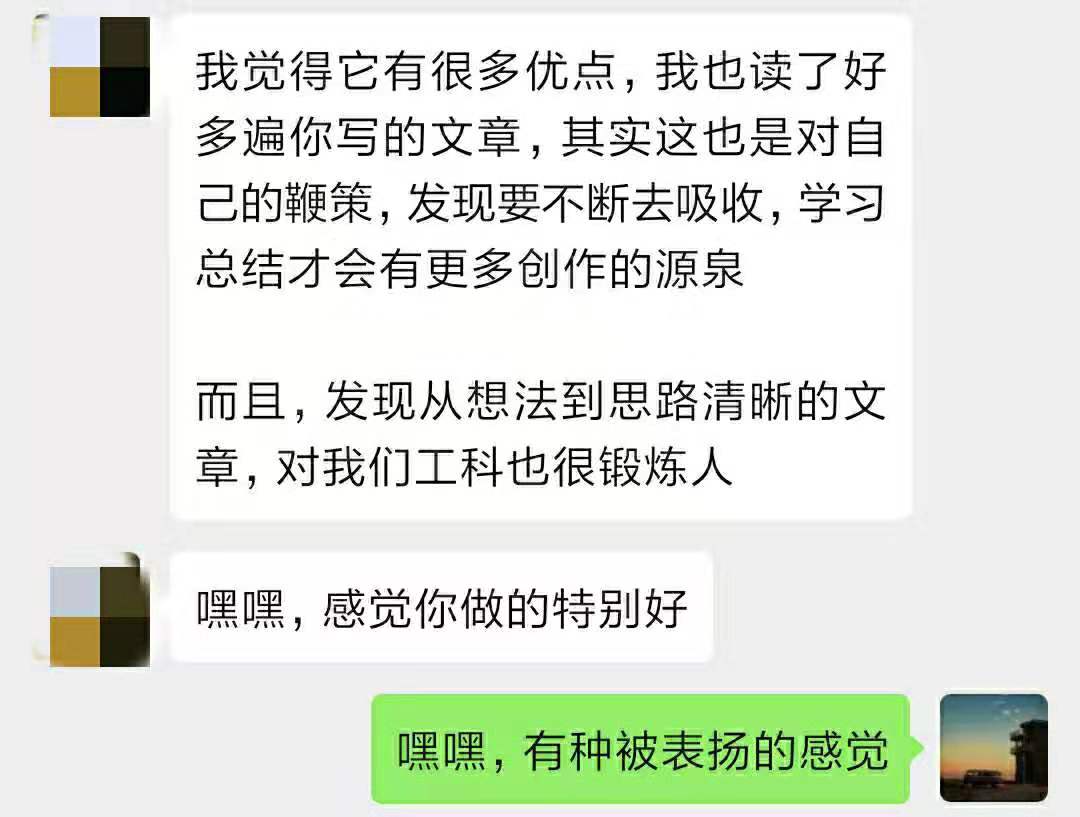 我觉得它有很多优点，我也读了好
多遍你写的文章，其实这也是对自
己的鞭策，发现要不断去吸收，学习
总结才会有更多创作的源泉
而且，发现从想法到思路清晰的文
章，对我们工科也很锻炼人
嘿嘿，感觉你做的特别好
嘿嘿，有种被表扬的感觉